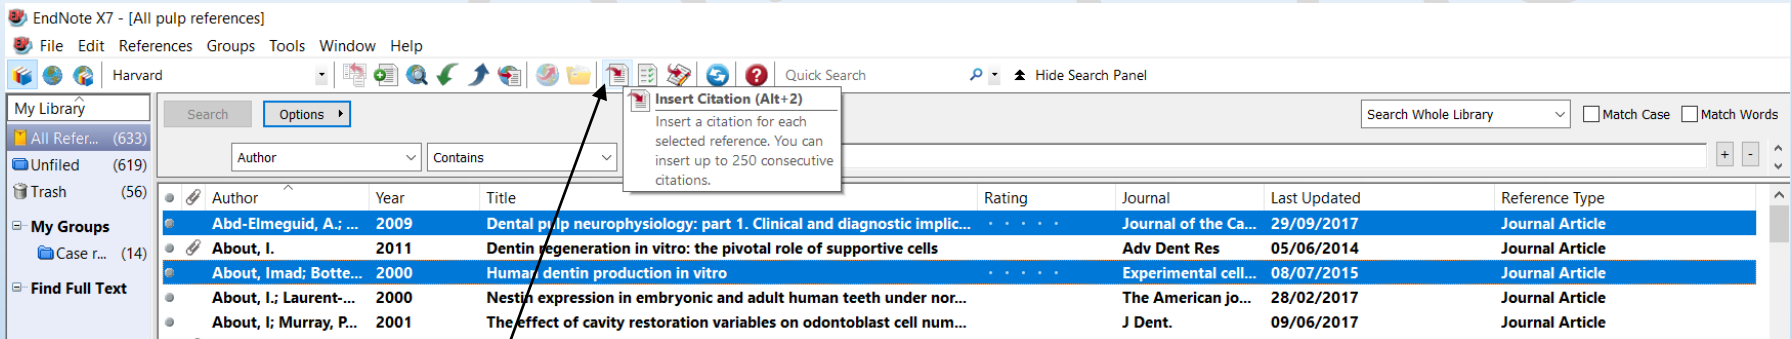 EndNote X7 - [All pulp references]
File Edit References Groups Tools Window Help
Harvard Quick Search Hide Search Panel
My Library Search Options Insert Citation (Alt+2) Search Whole Library Match Case Match Words
Insert a citation for each
selected reference. You can
insert up to 250 consecutive
citations.
All Refer... (633)
Unfiled (619) Author Contains + -
Trash (56) Author Year Title Rating Journal Last Updated Reference Type
My Groups Abd-Elmeguid, A.; ... 2009 Dental pulp neurophysiology: part 1. Clinical and diagnostic implic... Journal of the Ca... 29/09/2017 Journal Article
Case r... (14) About, I. 2011 Dentin regeneration in vitro: the pivotal role of supportive cells Adv Dent Res 05/06/2014 Journal Article
About, Imad; Botte... 2000 Human dentin production in vitro Experimental cell... 08/07/2015 Journal Article
Find Full Text About, I.; Laurent-... 2000 Nestin expression in embryonic and adult human teeth under nor... The American jo... 28/02/2017 Journal Article
About, I; Murray, P... 2001 The effect of cavity restoration variables on odontoblast cell num... J Dent. 09/06/2017 Journal Article